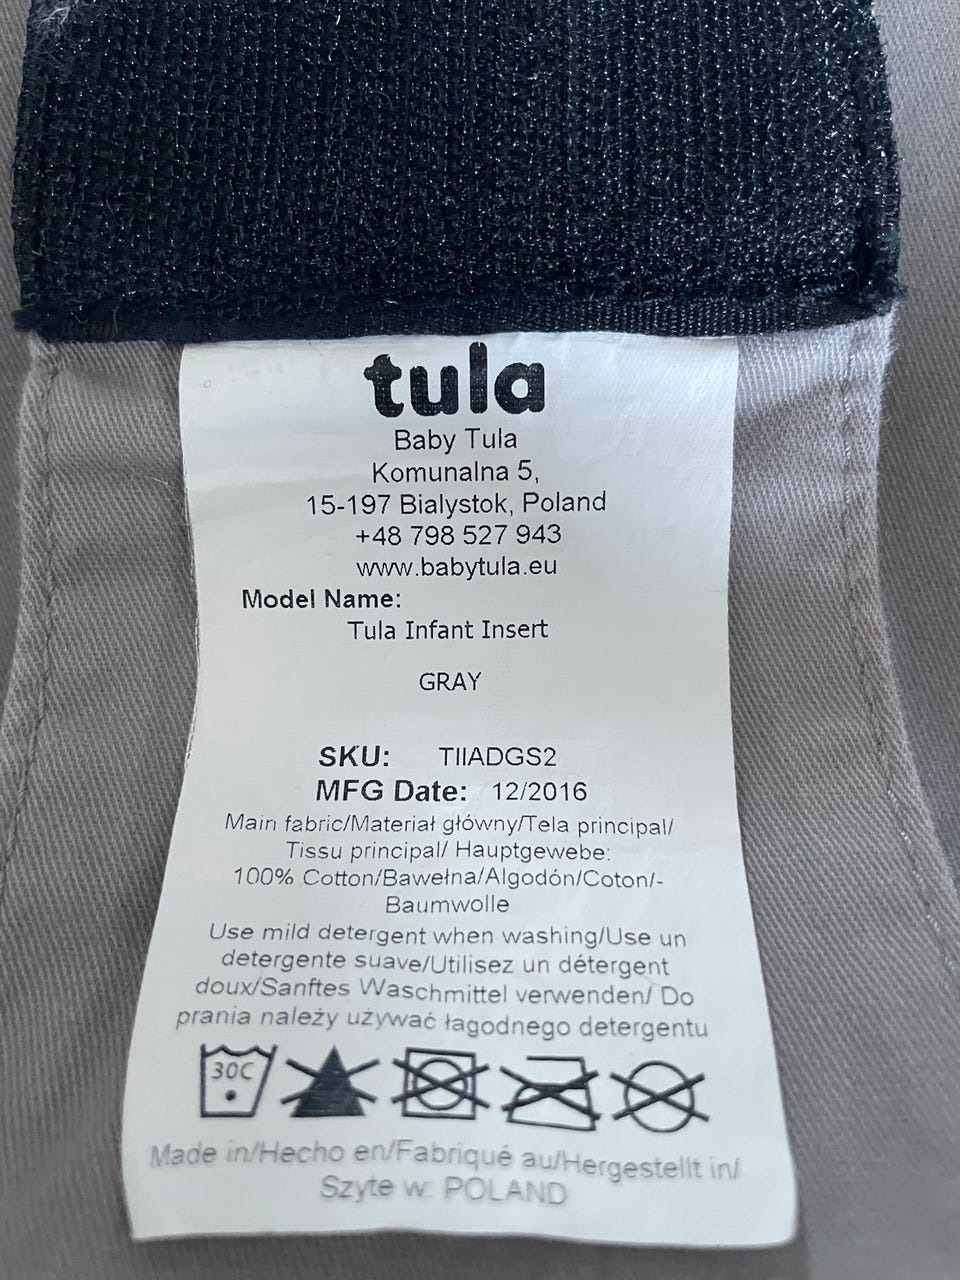 tula
Baby Tula
Komunalna 5,
15-197 Bialystok, Poland
+48 798 527 943
www.babytula.eu
Model Name:
Tula Infant Insert
GRAY
SKU: TIIADGS2
MFG Date: 12/2016
Main fabric/Materiał główny/Tela principal/
Tissu principal/ Hauptgewebe:
100% Cotton/Bawełna/Algodón/Coton/-
Baumwolle
Use mild detergent when washing/Use un
detergente suave/Utilisez un détergent
doux/Sanftes Waschmittel verwenden/ Do
prania należy używać łagodnego detergentu
30C
Made in/Hecho en/Fabriqué au/Hergestellt in/
Szyte w: POLAND